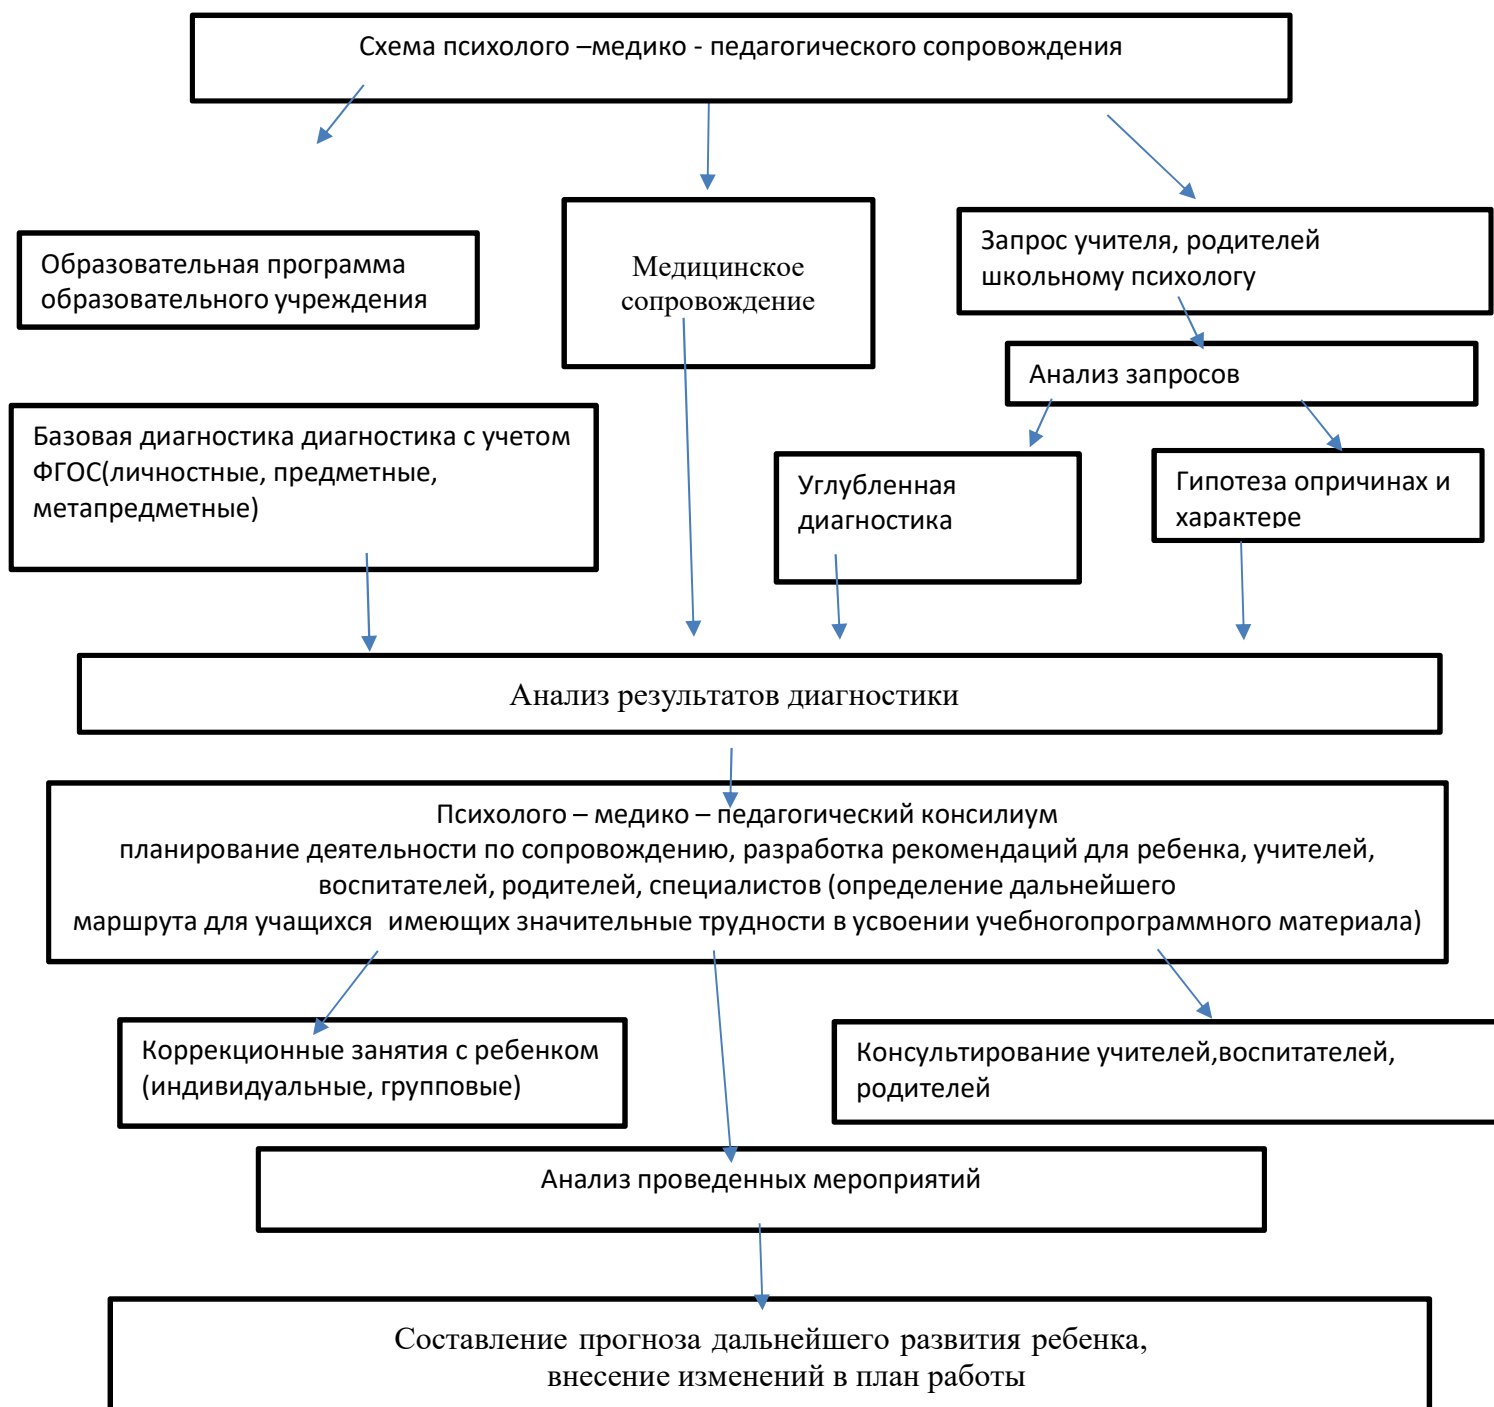 Схема психолого –медико - педагогического сопровождения
Образовательная программа
образовательного учреждения
Медицинское
сопровождение
Запрос учителя, родителей
школьному психологу
Анализ запросов
Базовая диагностика диагностика с учетом
ФГОС(личностные, предметные,
метапредметные)
Углубленная
диагностика
Гипотеза опричинах и
характере
Анализ результатов диагностики
Психолого – медико – педагогический консилиум
планирование деятельности по сопровождению, разработка рекомендаций для ребенка, учителей,
воспитателей, родителей, специалистов (определение дальнейшего
маршрута для учащихся имеющих значительные трудности в усвоении учебногопрограммного материала)
Коррекционные занятия с ребенком
(индивидуальные, групповые)
Консультирование учителей,воспитателей,
родителей
Анализ проведенных мероприятий
Составление прогноза дальнейшего развития ребенка,
внесение изменений в план работы